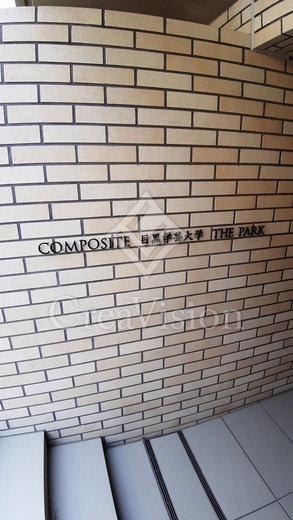 COMPOSITE 目黒学芸大学 THE PARK
CreaVision